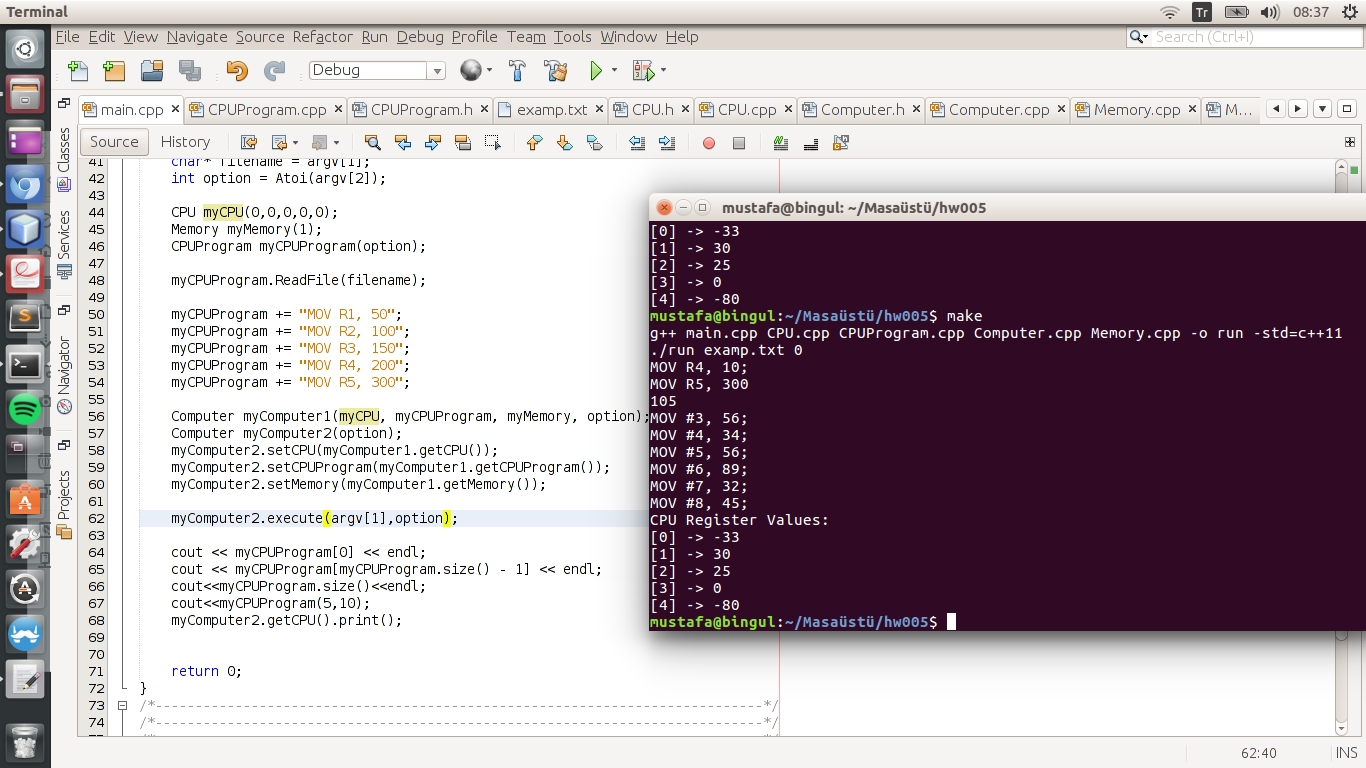 Terminal
Tr
08:37
File Edit View Navigate Source Refactor Run Debug Profile Team Tools Window Help
Search (Ctrl+I)
Debug
main.cpp CPUProgram.cpp CPUProgram.h examp.txt CPU.h CPU.cpp Computer.h Computer.cpp Memory.cpp M...
Source History
Classes
Services
Navigator
Projects
41 char* filename = argv[1];
42 int option = Atoi(argv[2]);
43
44 CPU myCPU(0,0,0,0,0);
45 Memory myMemory(1);
46 CPUProgram myCPUProgram(option);
47
48 myCPUProgram.ReadFile(filename);
49
50 myCPUProgram += "MOV R1, 50";
51 myCPUProgram += "MOV R2, 100";
52 myCPUProgram += "MOV R3, 150";
53 myCPUProgram += "MOV R4, 200";
54 myCPUProgram += "MOV R5, 300";
55
56 Computer myComputer1(myCPU, myCPUProgram, myMemory, option);
57 Computer myComputer2(option);
58 myComputer2.setCPU(myComputer1.getCPU());
59 myComputer2.setCPUProgram(myComputer1.getCPUProgram());
60 myComputer2.setMemory(myComputer1.getMemory());
61
62 myComputer2.execute(argv[1],option);
63
64 cout << myCPUProgram[0] << endl;
65 cout << myCPUProgram[myCPUProgram.size() - 1] << endl;
66 cout<<myCPUProgram.size()<<endl;
67 cout<<myCPUProgram(5,10);
68 myComputer2.getCPU().print();
69
70
71 return 0;
72 }
73 /*-----------------------------------------------------------------------------*/
74 /*-----------------------------------------------------------------------------*/
mustafa@bingul: ~/Masaüstü/hw005
[0] -> -33
[1] -> 30
[2] -> 25
[3] -> 0
[4] -> -80
mustafa@bingul:~/Masaüstü/hw005$ make
g++ main.cpp CPU.cpp CPUProgram.cpp Computer.cpp Memory.cpp -o run -std=c++11
./run examp.txt 0
MOV R4, 10;
MOV R5, 300
105
MOV #3, 56;
MOV #4, 34;
MOV #5, 56;
MOV #6, 89;
MOV #7, 32;
MOV #8, 45;
CPU Register Values:
[0] -> -33
[1] -> 30
[2] -> 25
[3] -> 0
[4] -> -80
mustafa@bingul:~/Masaüstü/hw005$
62:40 INS